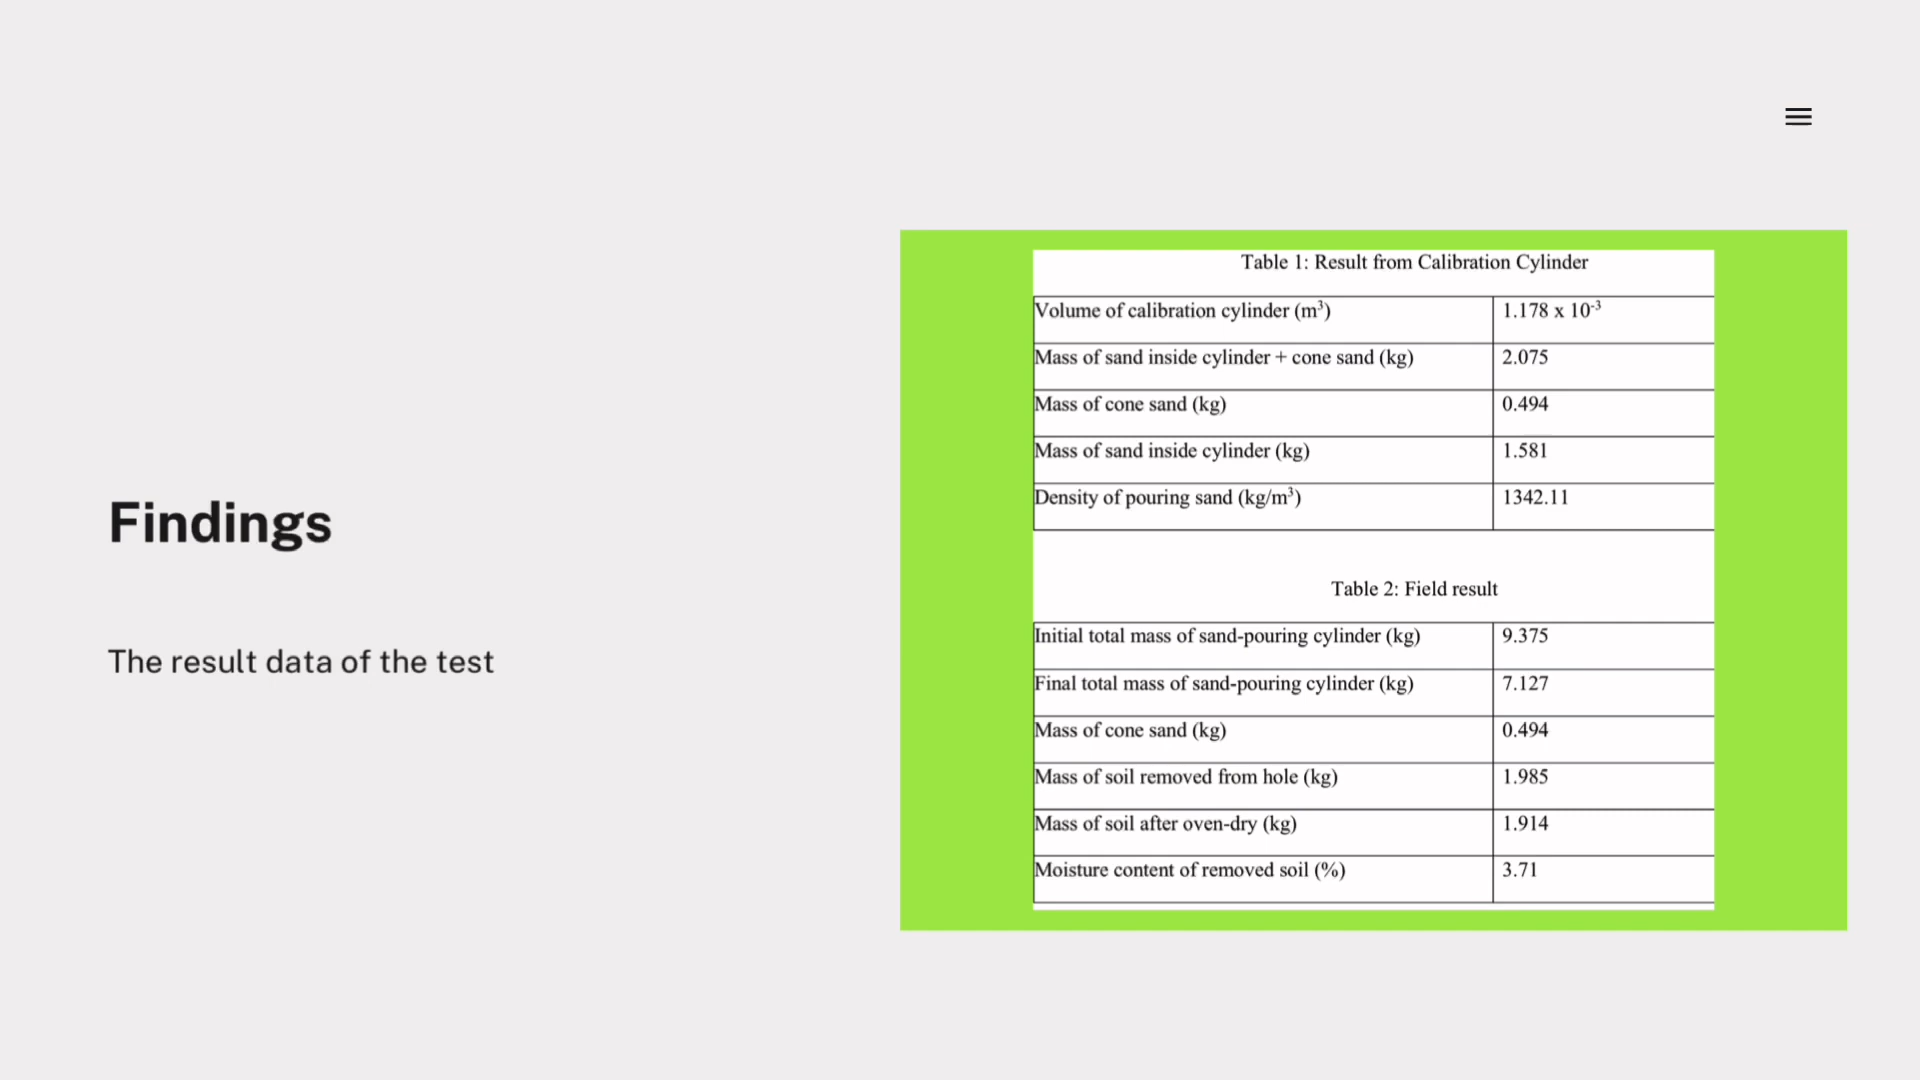 Findings
The result data of the test
Table 1: Result from Calibration Cylinder
Volume of calibration cylinder (m³) 1.178 x 10⁻³
Mass of sand inside cylinder + cone sand (kg) 2.075
Mass of cone sand (kg) 0.494
Mass of sand inside cylinder (kg) 1.581
Density of pouring sand (kg/m³) 1342.11
Table 2: Field result
Initial total mass of sand-pouring cylinder (kg) 9.375
Final total mass of sand-pouring cylinder (kg) 7.127
Mass of cone sand (kg) 0.494
Mass of soil removed from hole (kg) 1.985
Mass of soil after oven-dry (kg) 1.914
Moisture content of removed soil (%) 3.71